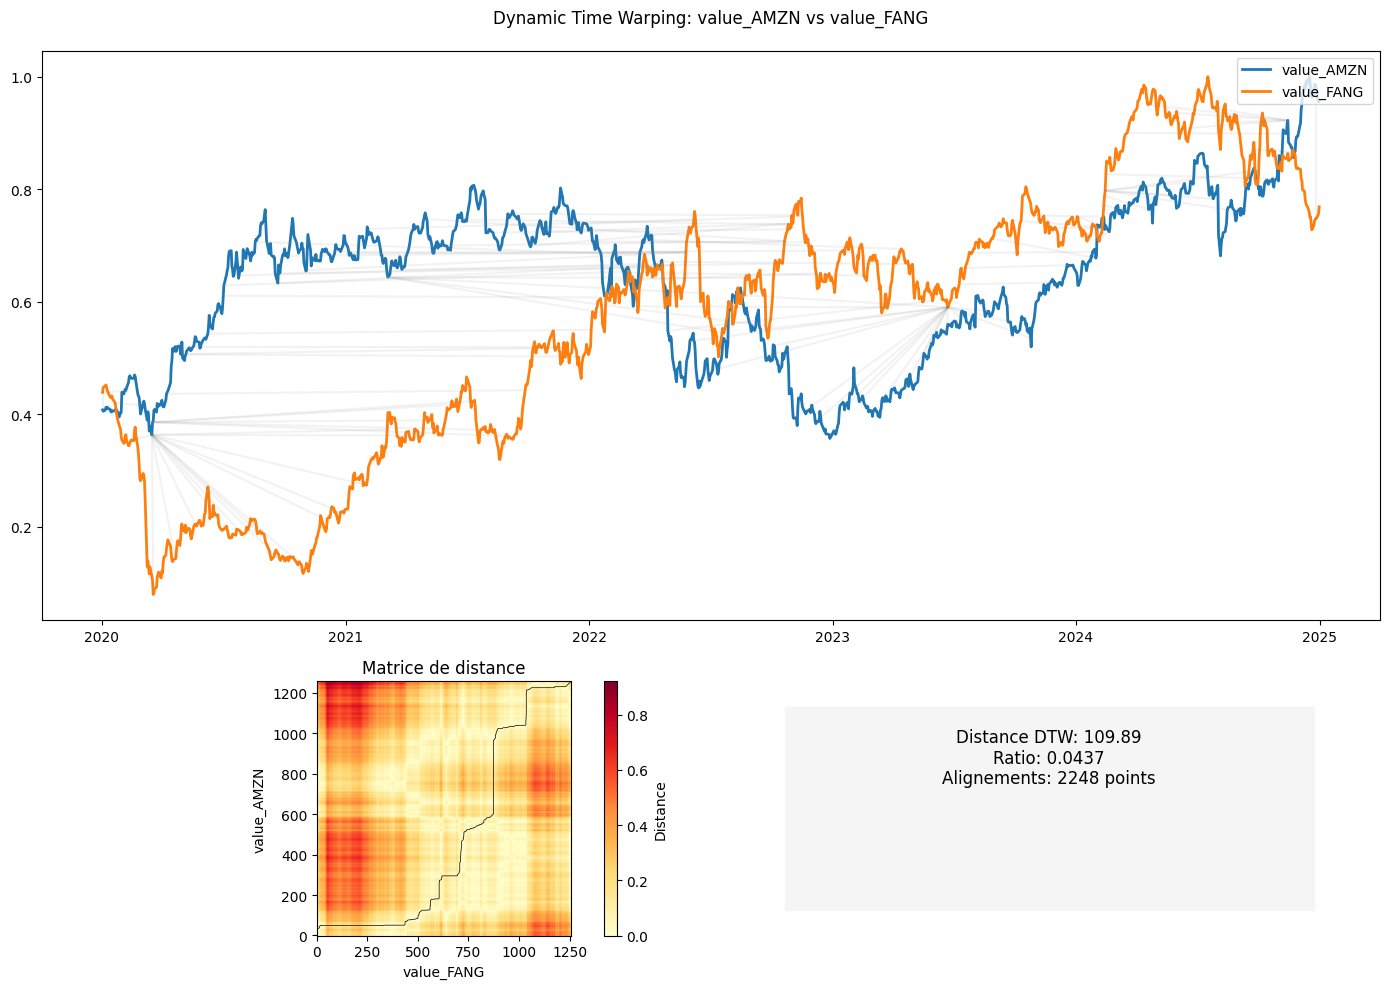 Dynamic Time Warping: value_AMZN vs value_FANG
value_AMZN
value_FANG
1.0
0.8
0.6
0.4
0.2
2020 2021 2022 2023 2024 2025
Matrice de distance
value_AMZN
1200
1000
800
600
400
200
0
0 250 500 750 1000 1250
value_FANG
0.8
0.6
0.4
0.2
0.0
Distance
Distance DTW: 109.89
Ratio: 0.0437
Alignements: 2248 points